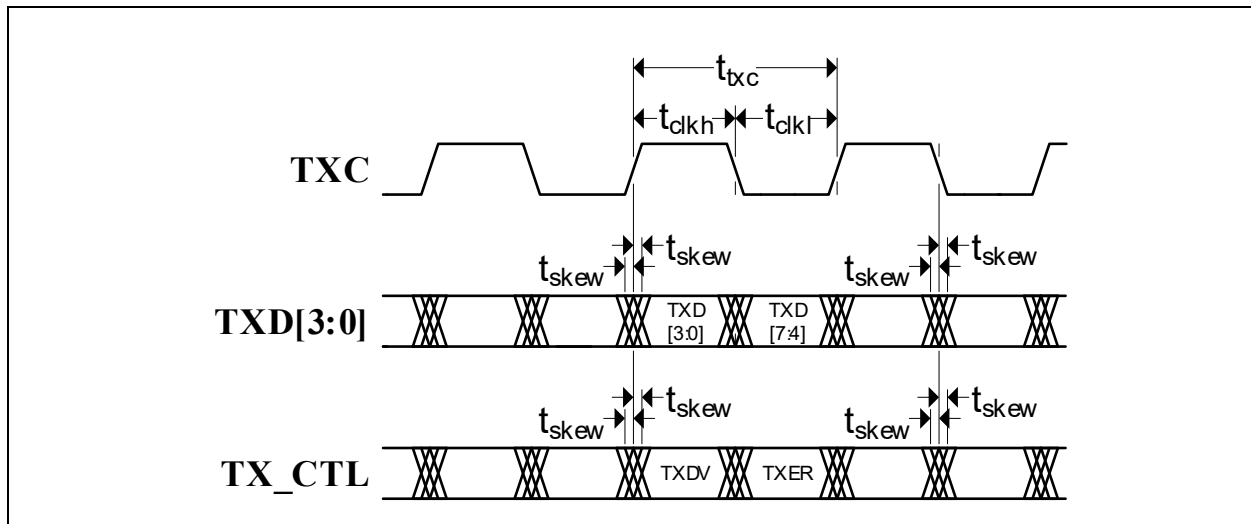 ttxc
tclkh tclkl
TXC
tskew tskew
tskew tskew
TXD[3:0] TXD TXD
[3:0] [7:4]
tskew tskew
tskew tskew
TX_CTL TXDV TXER